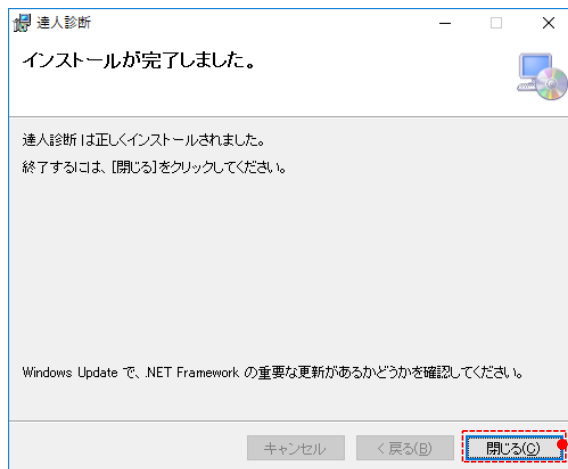 達人診断
インストールが完了しました。
達人診断 は正しくインストールされました。
終了するには、[閉じる]をクリックしてください。
Windows Update で、.NET Framework の重要な更新があるかどうかを確認してください。
キャンセル
< 戻る(B)
閉じる(C)